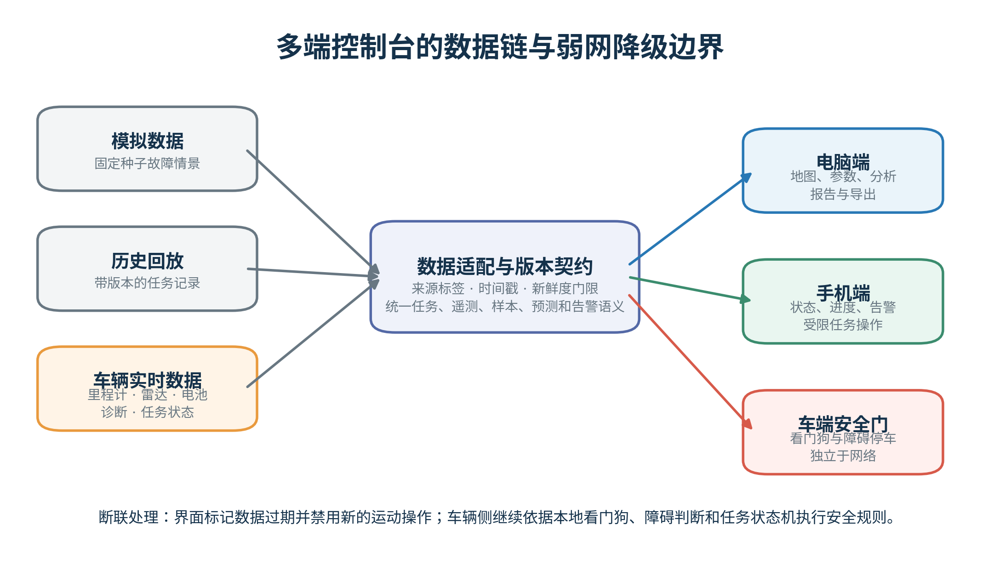 多端控制台的数据链与弱网降级边界
模拟数据
固定种子故障情景
历史回放
带版本的任务记录
车辆实时数据
里程计 · 雷达 · 电池
诊断 · 任务状态
数据适配与版本契约
来源标签 · 时间戳 · 新鲜度门限
统一任务、遥测、样本、预测和告警语义
电脑端
地图、参数、分析
报告与导出
手机端
状态、进度、告警
受限任务操作
车端安全门
看门狗与障碍停车
独立于网络
断联处理：界面标记数据过期并禁用新的运动操作；车辆侧继续依据本地看门狗、障碍判断和任务状态机执行安全规则。